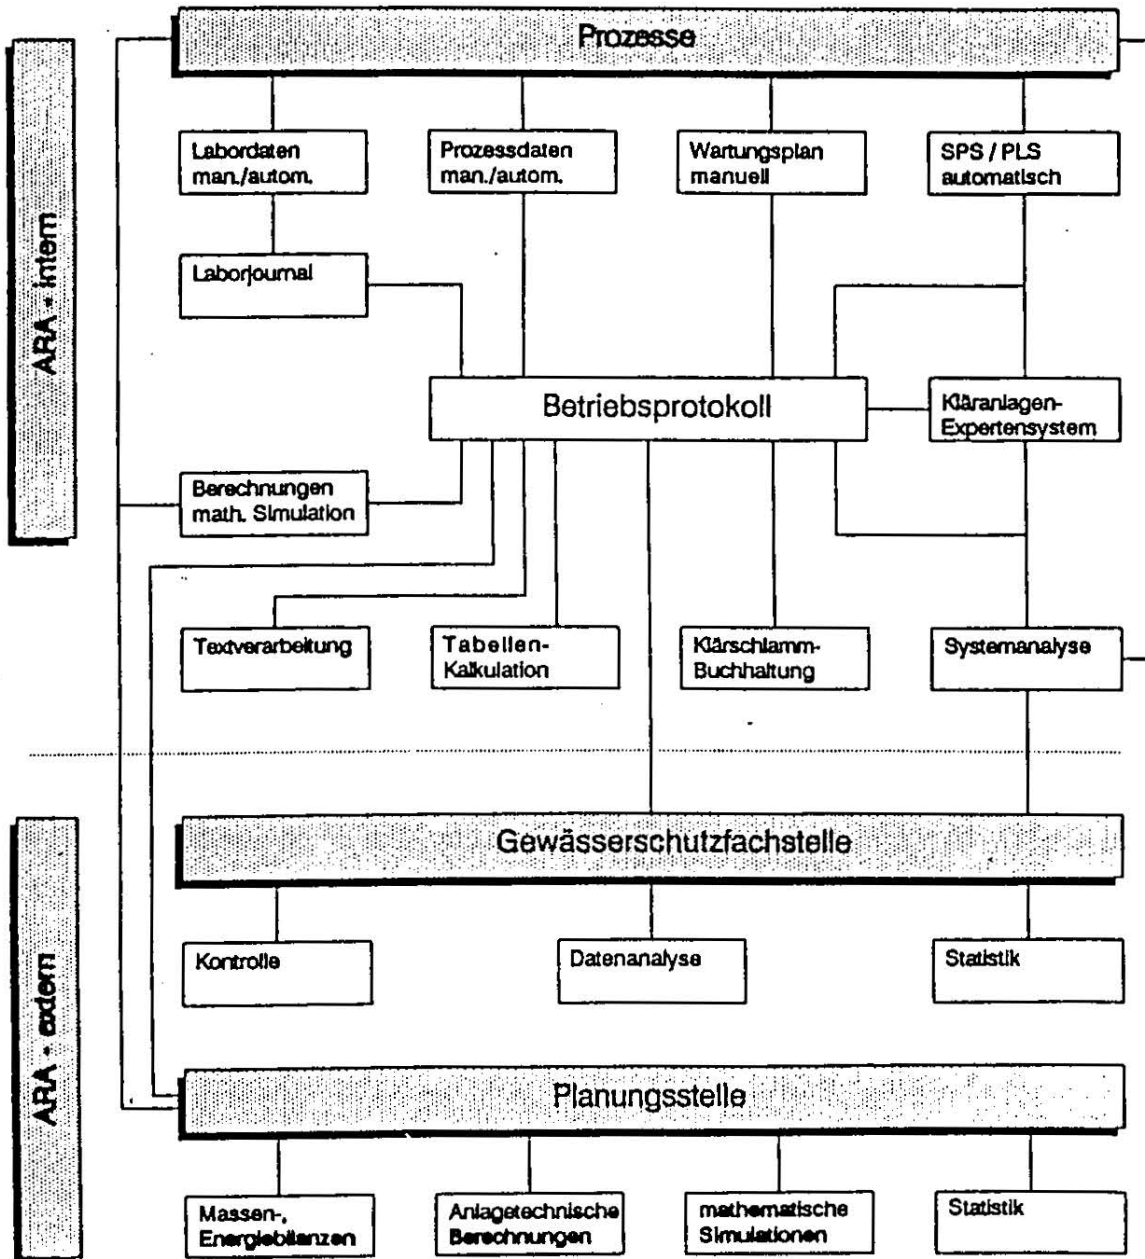 Prozesse
ARA - intern
Labordaten
man./autom.
Prozessdaten
man./autom.
Wartungsplan
manuell
SPS / PLS
automatisch
Laborjournal
Betriebsprotokoll
Kläranlagen-
Expertensystem
Berechnungen
math. Simulation
Textverarbeitung
Tabellen-
Kalkulation
Klärschlamm-
Buchhaltung
Systemanalyse
ARA - extern
Gewässerschutzfachstelle
Kontrolle
Datenanalyse
Statistik
Planungsstelle
Massen-,
Energiebilanzen
Anlagetechnische
Berechnungen
mathematische
Simulationen
Statistik